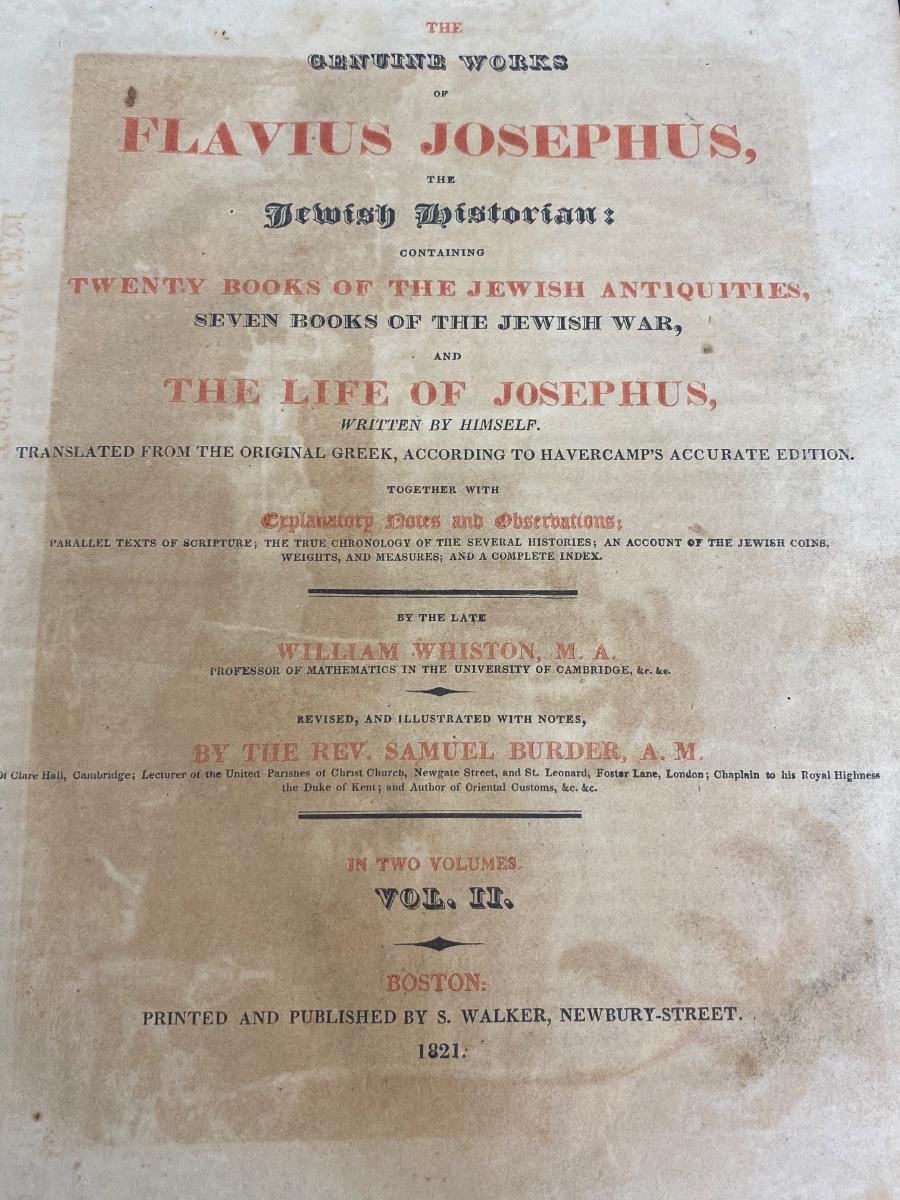 THE
GENUINE WORKS
OF
FLAVIUS JOSEPHUS,
THE
Jewish Historian:
CONTAINING
TWENTY BOOKS OF THE JEWISH ANTIQUITIES,
SEVEN BOOKS OF THE JEWISH WAR,
AND
THE LIFE OF JOSEPHUS,
WRITTEN BY HIMSELF.
TRANSLATED FROM THE ORIGINAL GREEK, ACCORDING TO HAVERCAMP'S ACCURATE EDITION.
TOGETHER WITH
Explanatory Notes and Observations;
PARALLEL TEXTS OF SCRIPTURE; THE TRUE CHRONOLOGY OF THE SEVERAL HISTORIES; AN ACCOUNT OF THE JEWISH COINS,
WEIGHTS, AND MEASURES; AND A COMPLETE INDEX.
BY THE LATE
WILLIAM WHISTON, M. A.
PROFESSOR OF MATHEMATICS IN THE UNIVERSITY OF CAMBRIDGE, &c. &c.
REVISED, AND ILLUSTRATED WITH NOTES,
BY THE REV. SAMUEL BURDER, A. M.
Of Clare Hall, Cambridge; Lecturer of the United Parishes of Christ Church, Newgate Street, and St. Leonard, Foster Lane, London; Chaplain to his Royal Highness
the Duke of Kent; and Author of Oriental Customs, &c. &c.
IN TWO VOLUMES.
VOL. II.
BOSTON:
PRINTED AND PUBLISHED BY S. WALKER, NEWBURY-STREET.
1821.